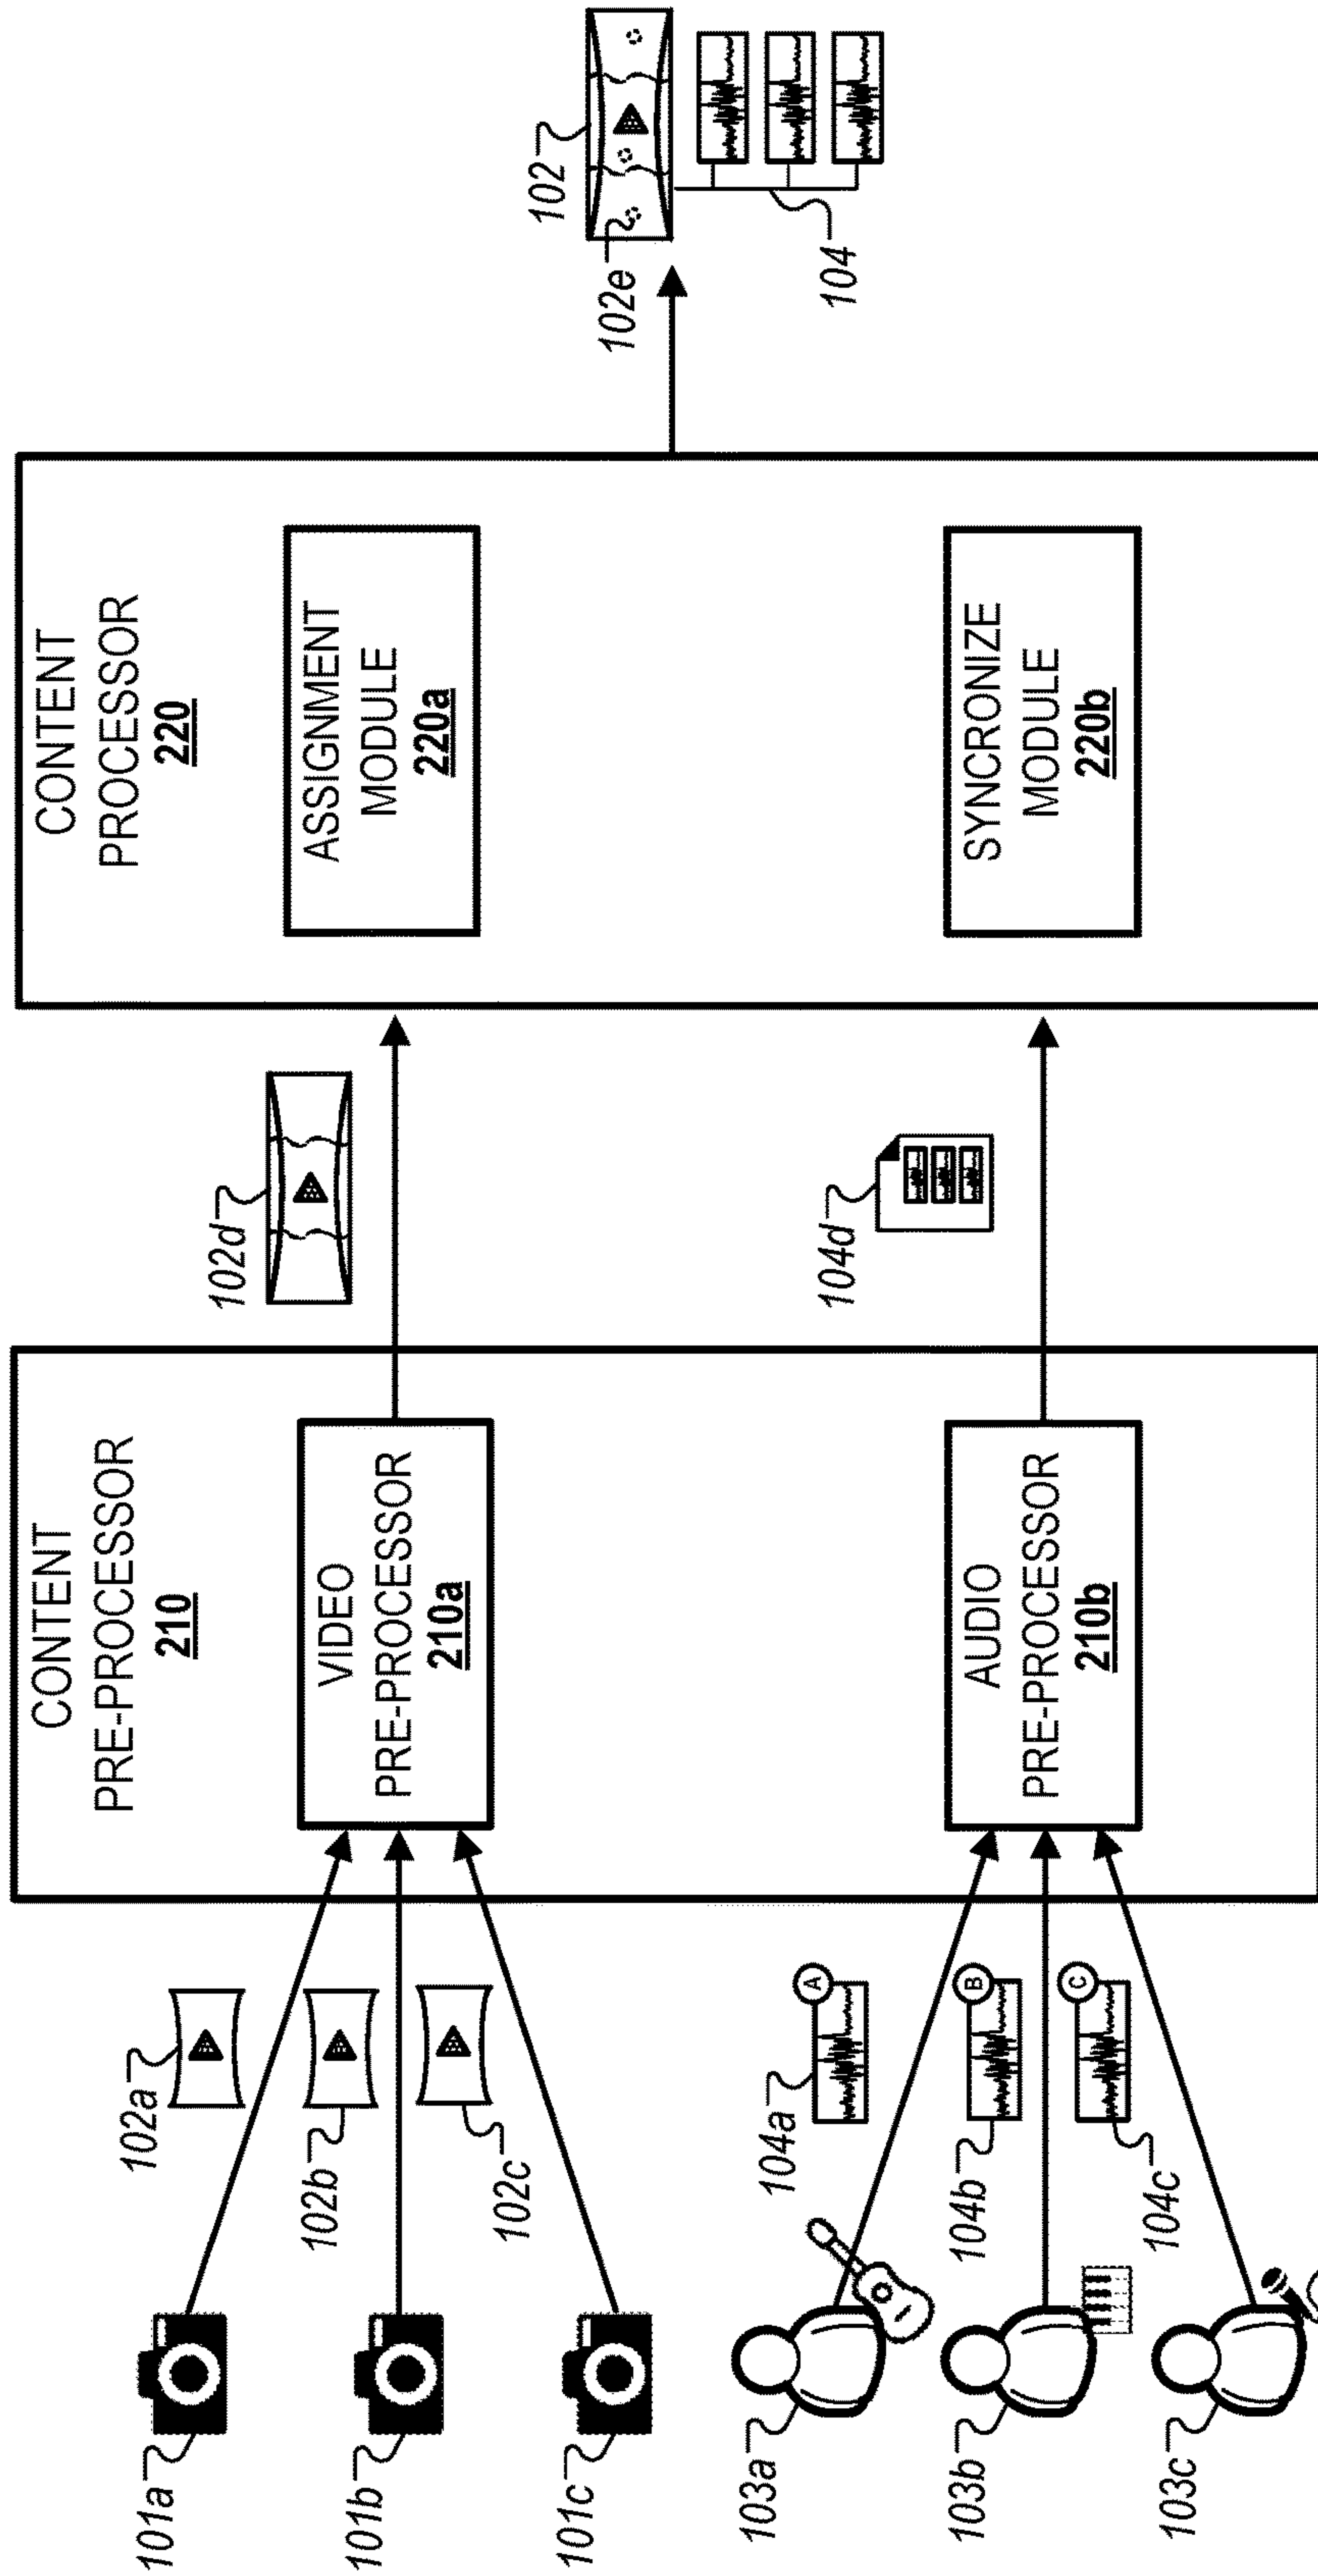 101a
101b
101c
103a
103b
103c
102a
102b
102c
104a
A
104b
B
104c
C
CONTENT
PRE-PROCESSOR
210
VIDEO
PRE-PROCESSOR
210a
AUDIO
PRE-PROCESSOR
210b
102d
104d
CONTENT
PROCESSOR
220
ASSIGNMENT
MODULE
220a
SYNCRONIZE
MODULE
220b
102
102e
104